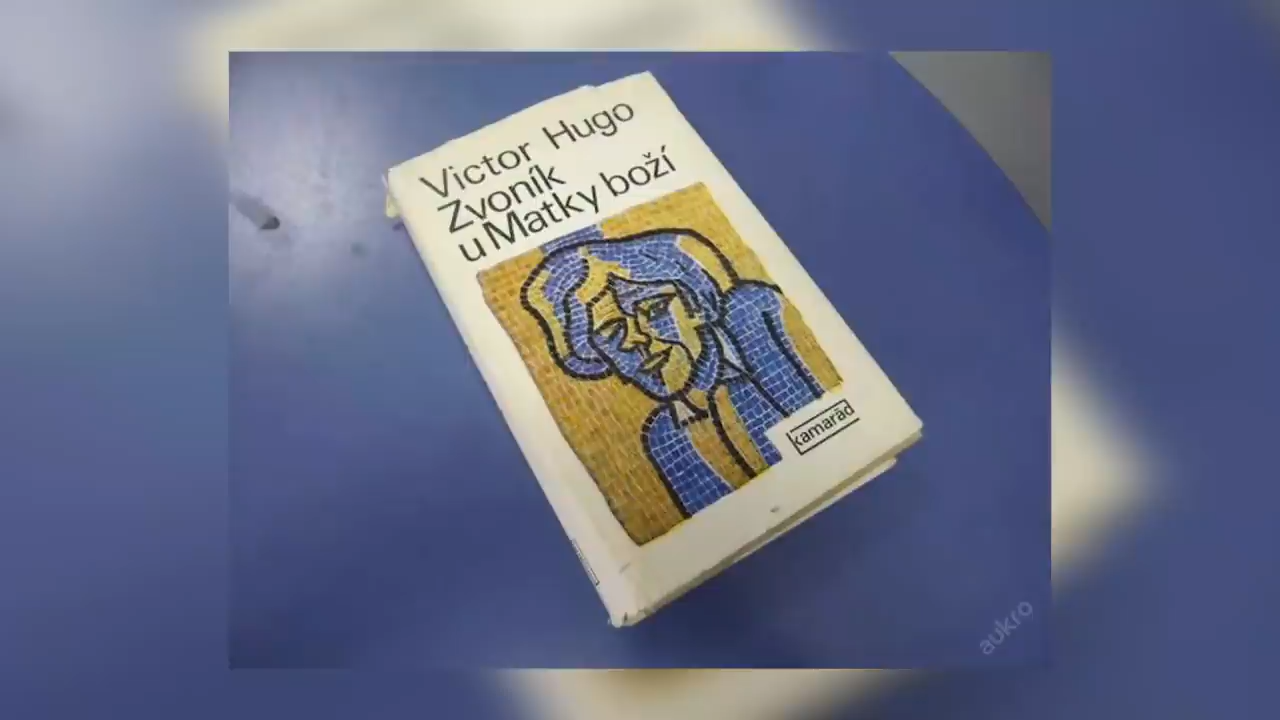 Victor Hugo
Zvoník
u Matky boží
kamarád
aukro